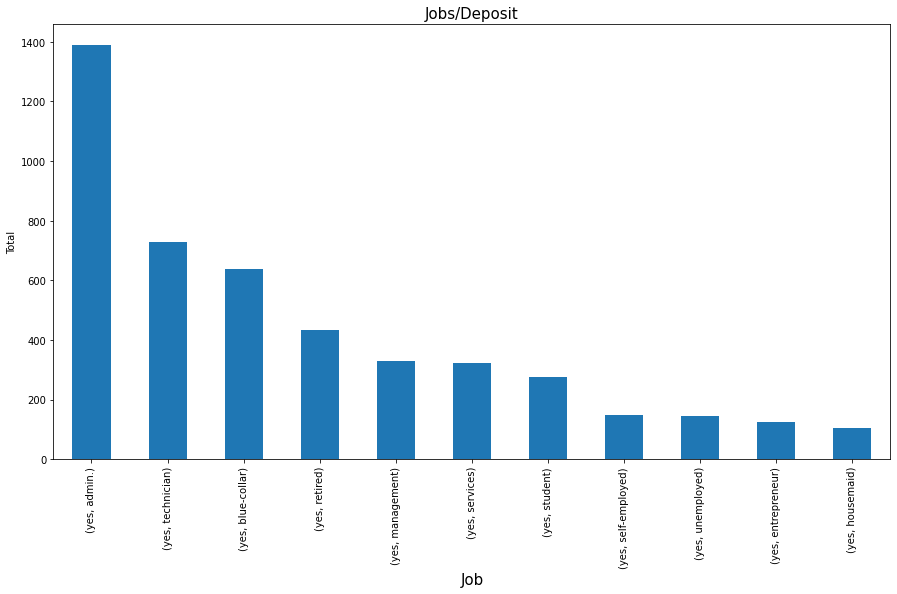 Jobs/Deposit
1400
1200
1000
800
600
400
200
0
Total
(yes, admin.)
(yes, technician)
(yes, blue-collar)
(yes, retired)
(yes, management)
(yes, services)
(yes, student)
(yes, self-employed)
(yes, unemployed)
(yes, entrepreneur)
(yes, housemaid)
Job